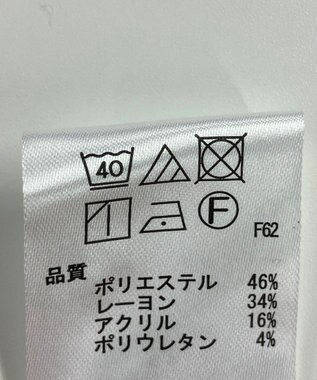 40
F
F62
品質
ポリエステル 46%
レーヨン 34%
アクリル 16%
ポリウレタン 4%